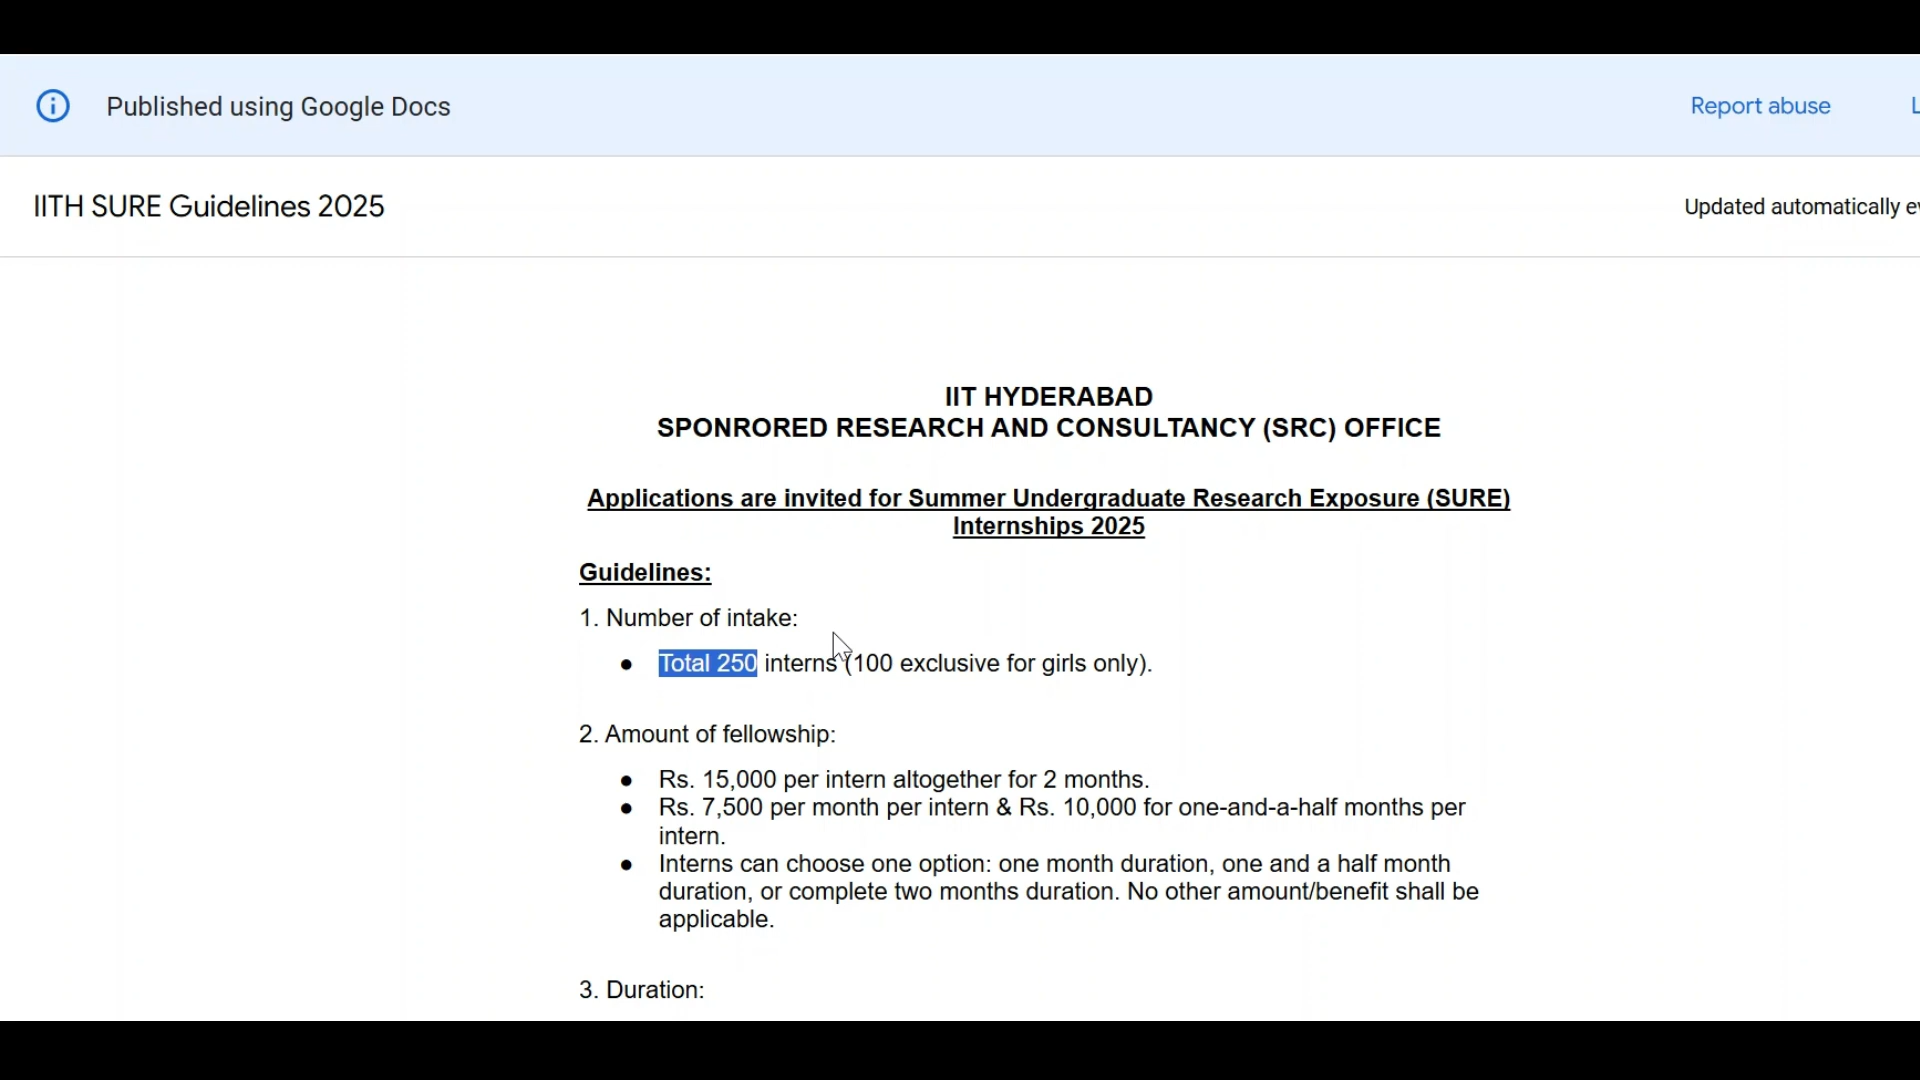 Published using Google Docs
Report abuse
IITH SURE Guidelines 2025
Updated automatically
IIT HYDERABAD
SPONRORED RESEARCH AND CONSULTANCY (SRC) OFFICE
Applications are invited for Summer Undergraduate Research Exposure (SURE)
Internships 2025
Guidelines:
1. Number of intake:
● Total 250 interns (100 exclusive for girls only).
2. Amount of fellowship:
● Rs. 15,000 per intern altogether for 2 months.
● Rs. 7,500 per month per intern & Rs. 10,000 for one-and-a-half months per
intern.
● Interns can choose one option: one month duration, one and a half month
duration, or complete two months duration. No other amount/benefit shall be
applicable.
3. Duration: